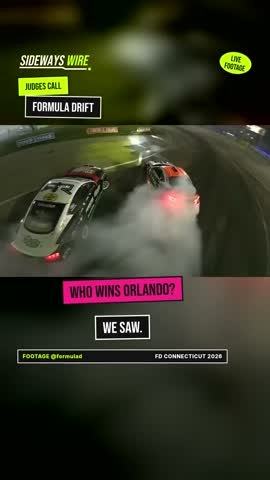 SIDEWAYS WIRE.
LIVE
FOOTAGE
JUDGES CALL
FORMULA DRIFT
WHO WINS ORLANDO?
WE SAW.
FOOTAGE @formulad
FD CONNECTICUT 2026